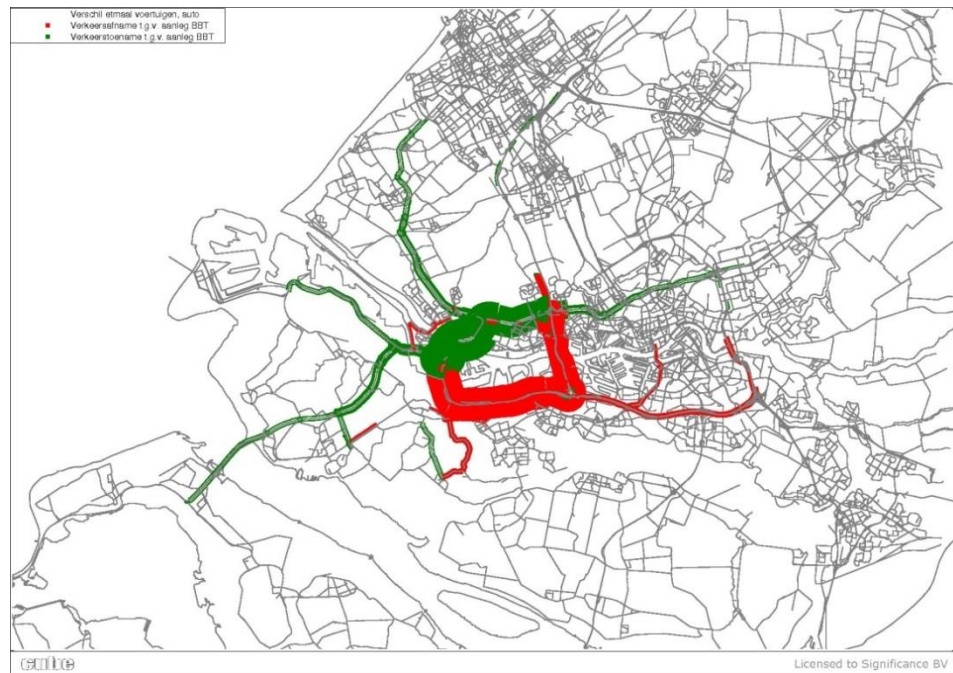 Verschil etmaal voertuigen, auto
Verkeersafname t.g.v. aanleg BBT
Verkeerstoename t.g.v. aanleg BBT
cube
Licensed to Significance BV